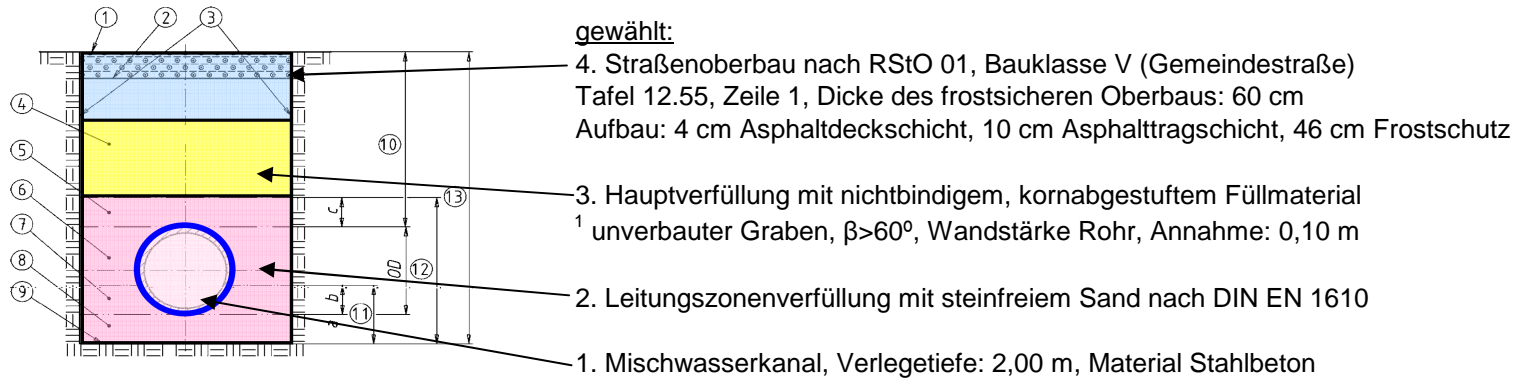 1 2 3
4
5
6
7
8
9
10
13
c
OD
12
b
a
11
gewählt:
4. Straßenoberbau nach RStO 01, Bauklasse V (Gemeindestraße)
Tafel 12.55, Zeile 1, Dicke des frostsicheren Oberbaus: 60 cm
Aufbau: 4 cm Asphaltdeckschicht, 10 cm Asphalttragschicht, 46 cm Frostschutz
3. Hauptverfüllung mit nichtbindigem, kornabgestuftem Füllmaterial
¹ unverbauter Graben, β>60º, Wandstärke Rohr, Annahme: 0,10 m
2. Leitungszonenverfüllung mit steinfreiem Sand nach DIN EN 1610
1. Mischwasserkanal, Verlegetiefe: 2,00 m, Material Stahlbeton